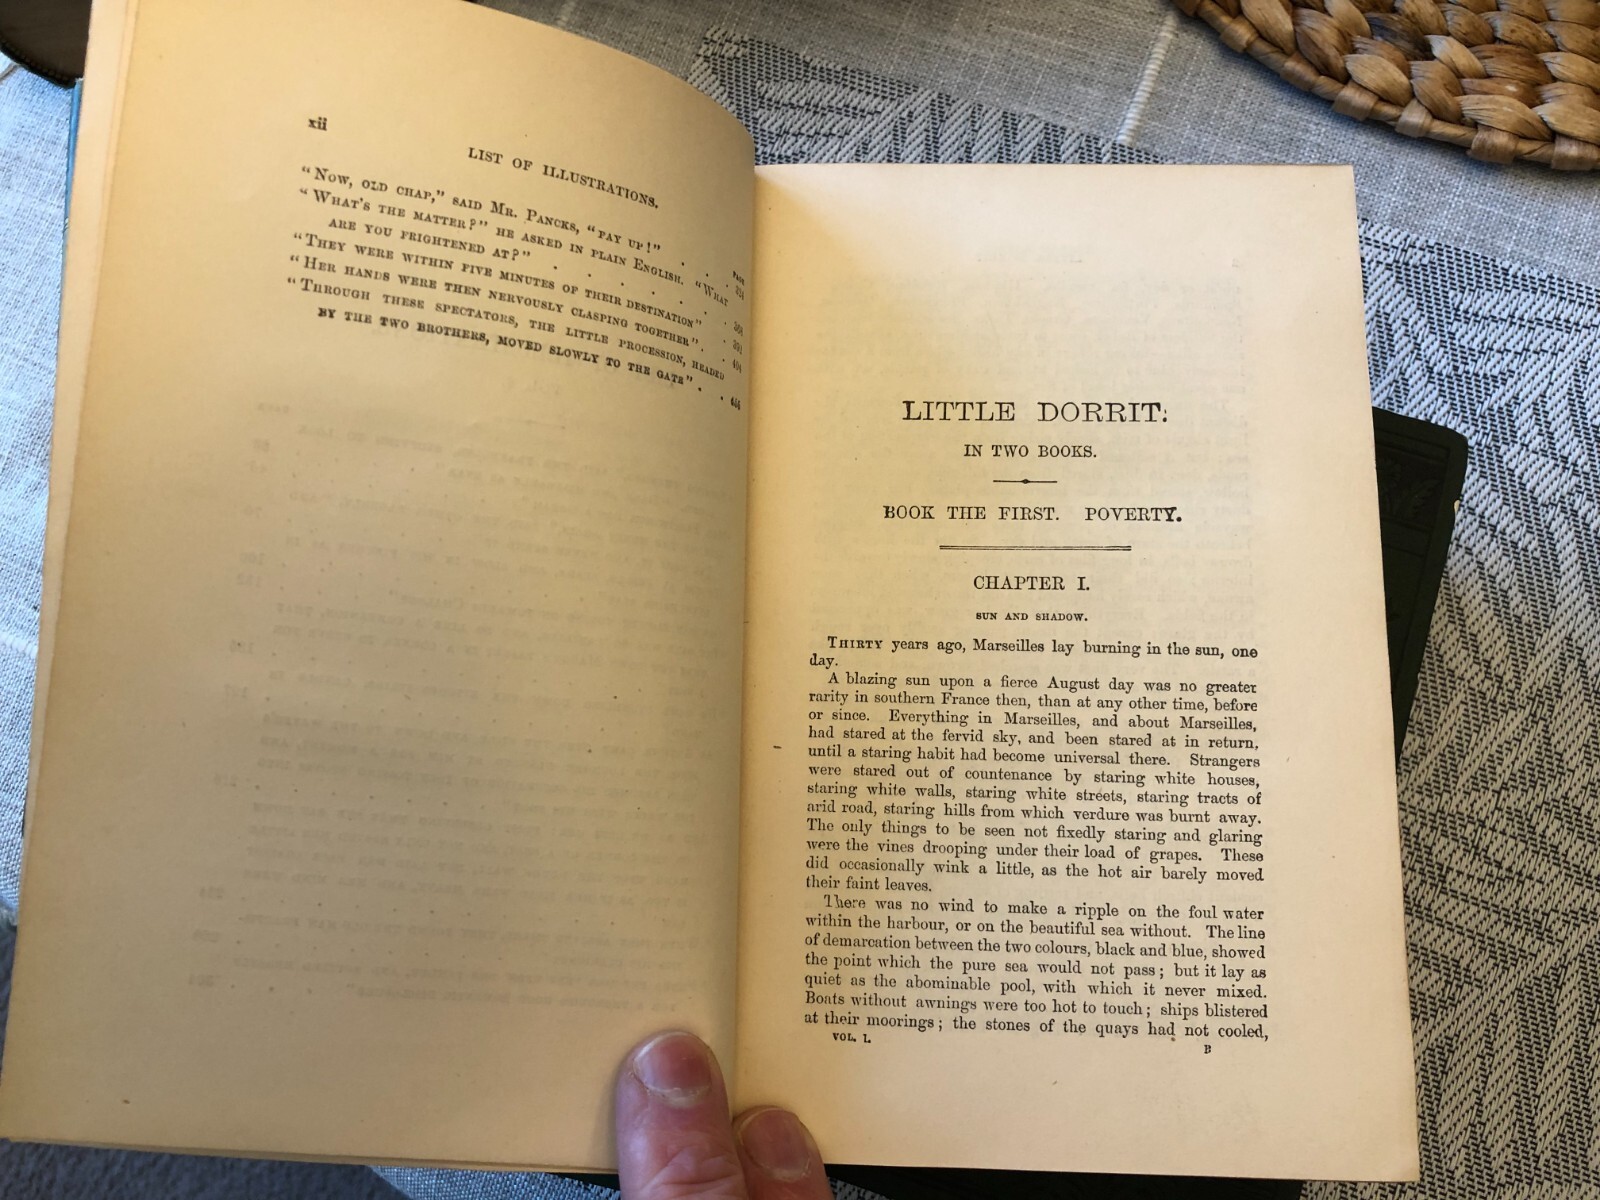 xii
LIST OF ILLUSTRATIONS.
PAGE
"Now, old chap," said Mr. Pancks, "pay up!" . . 324
"What's the matter?" he asked in plain English. "What
are you frightened at?" . . . . . . 368
"They were within five minutes of their destination" . 391
"Her hands were then nervously clasping together" . . 404
"Through these spectators, the little procession, headed
by the two brothers, moved slowly to the gate" . . 446
LITTLE DORRIT:
IN TWO BOOKS.
BOOK THE FIRST. POVERTY.
CHAPTER I.
SUN AND SHADOW.
Thirty years ago, Marseilles lay burning in the sun, one
day.
A blazing sun upon a fierce August day was no greater
rarity in southern France then, than at any other time, before
or since. Everything in Marseilles, and about Marseilles,
had stared at the fervid sky, and been stared at in return,
until a staring habit had become universal there. Strangers
were stared out of countenance by staring white houses,
staring white walls, staring white streets, staring tracts of
arid road, staring hills from which verdure was burnt away.
The only things to be seen not fixedly staring and glaring
were the vines drooping under their load of grapes. These
did occasionally wink a little, as the hot air barely moved
their faint leaves.
There was no wind to make a ripple on the foul water
within the harbour, or on the beautiful sea without. The line
of demarcation between the two colours, black and blue, showed
the point which the pure sea would not pass; but it lay as
quiet as the abominable pool, with which it never mixed.
Boats without awnings were too hot to touch; ships blistered
at their moorings; the stones of the quays had not cooled,
VOL. I. B